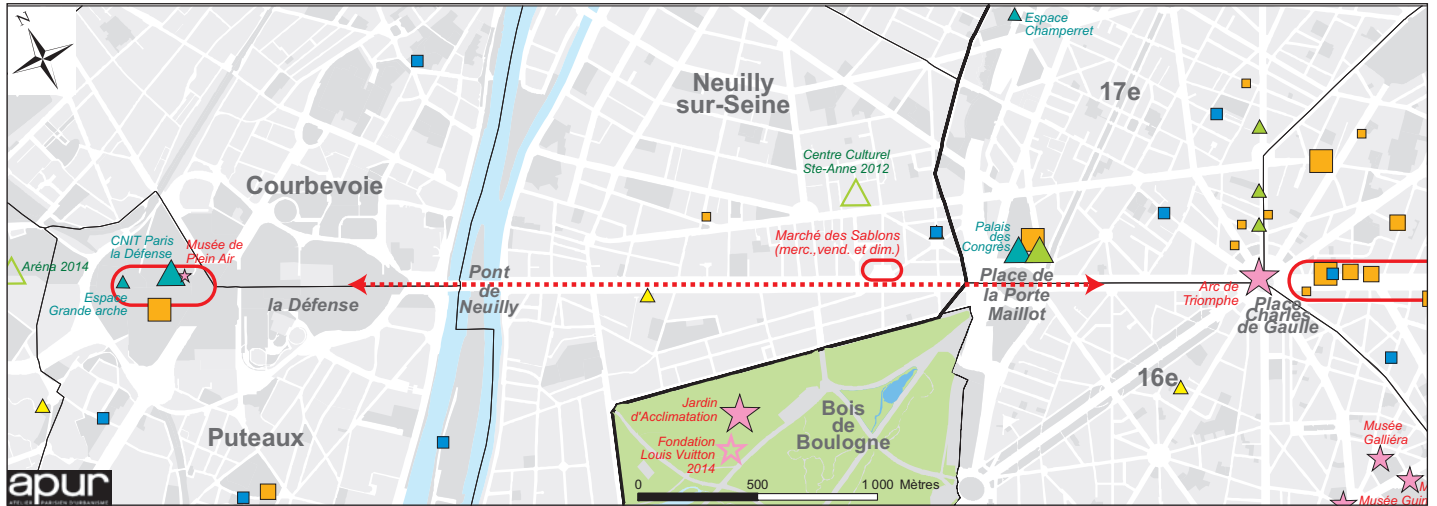 N
Espace
Champerret
17e
Neuilly
sur-Seine
Centre Culturel
Ste-Anne 2012
Courbevoie
CNIT Paris
la Défense
Musée de
Plein Air
Aréna 2014
Espace
Grande arche
la Défense
Pont
de
Neuilly
Marché des Sablons
(merc.,vend. et dim.)
Palais
des
Congrès
Place de
la Porte
Maillot
Arc de
Triomphe
Place
Charles
de Gaulle
16e
Jardin
d'Acclimatation
Bois
de
Boulogne
Fondation
Louis Vuitton
2014
Puteaux
Musée
Galliéra
M
Musée Guim
0 500 1 000 Mètres
apur